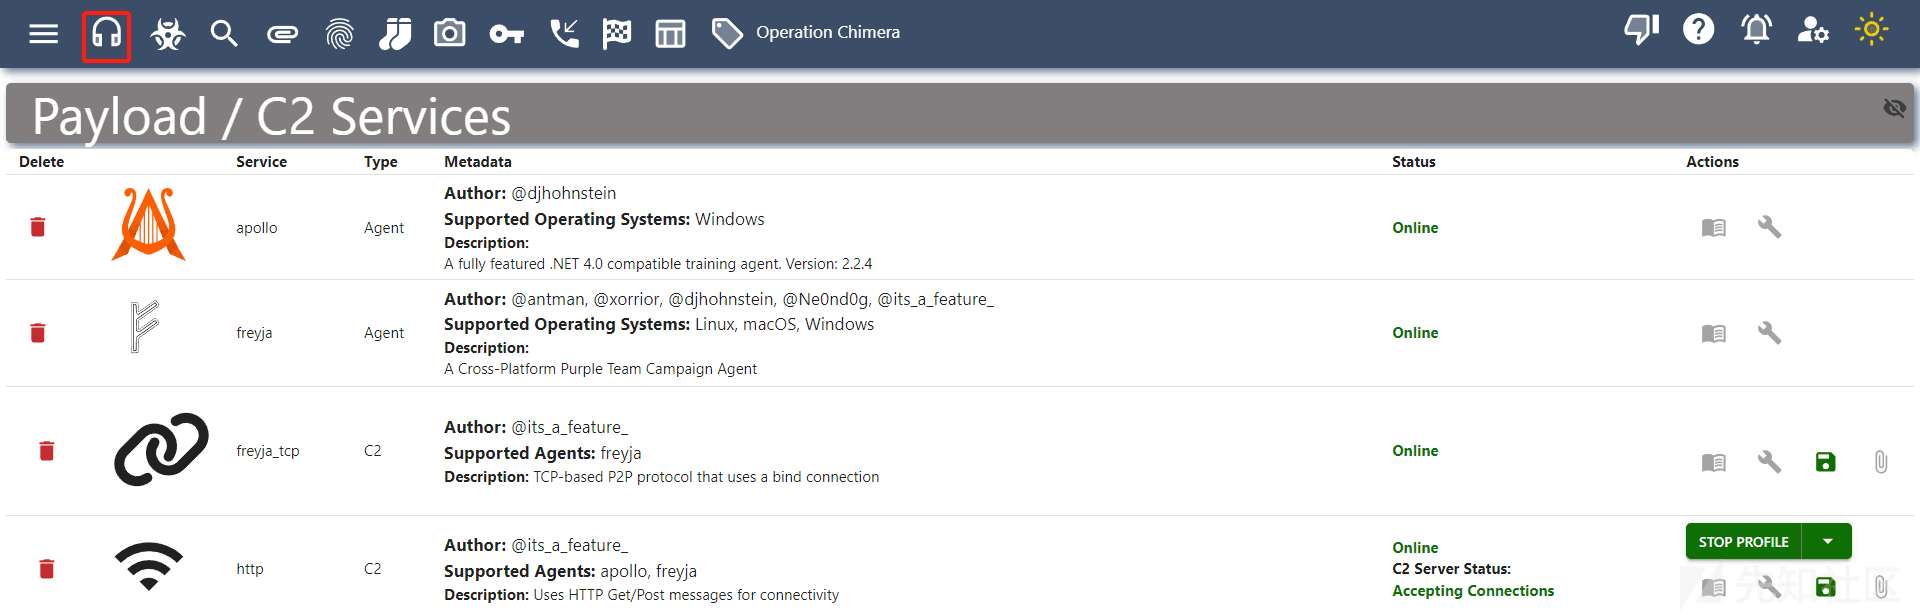 Operation Chimera
Payload / C2 Services
Delete Service Type Metadata Status Actions
Author: @djhohnstein
Supported Operating Systems: Windows
apollo Agent Online
Description:
A fully featured .NET 4.0 compatible training agent. Version: 2.2.4
Author: @antman, @xorrior, @djhohnstein, @Ne0nd0g, @its_a_feature_
Supported Operating Systems: Linux, macOS, Windows
freyja Agent Online
Description:
A Cross-Platform Purple Team Campaign Agent
Author: @its_a_feature_
freyja_tcp C2 Online
Supported Agents: freyja
Description: TCP-based P2P protocol that uses a bind connection
STOP PROFILE
Author: @its_a_feature_ Online
http C2 C2 Server Status:
Supported Agents: apollo, freyja
Accepting Connections
Description: Uses HTTP Get/Post messages for connectivity
先知社区